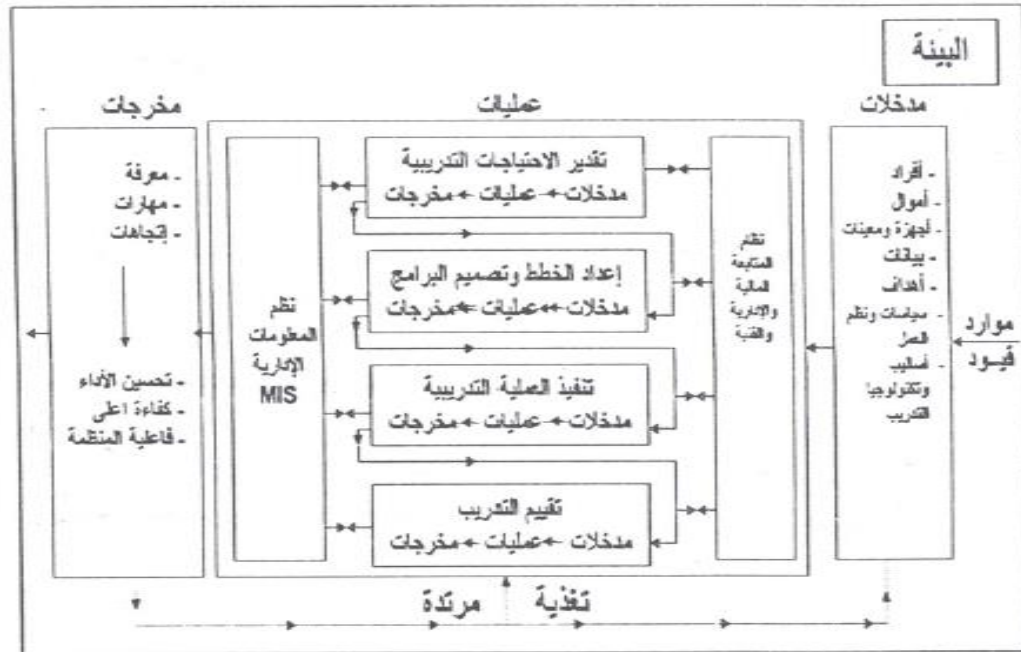 البيئة
مدخلات
عمليات
مخرجات
موارد
قيود
- أفراد
- أموال
- أجهزة ومعينات
- بيانات
- أهداف
- سياسات ونظم
العمل
- أساليب
وتكنولوجيا
التدريب
نظم
المتابعة
المالية
والإدارية
والفنية
تقدير الاحتياجات التدريبية
مدخلات ← عمليات ← مخرجات
إعداد الخطط وتصميم البرامج
مدخلات ← عمليات ← مخرجات
تنفيذ العملية التدريبية
مدخلات ← عمليات ← مخرجات
تقييم التدريب
مدخلات ← عمليات ← مخرجات
نظم
المعلومات
الإدارية
MIS
- معرفة
- مهارات
- إتجاهات
- تحسين الأداء
- كفاءة اعلى
- فاعلية المنظمة
تغذية مرتدة